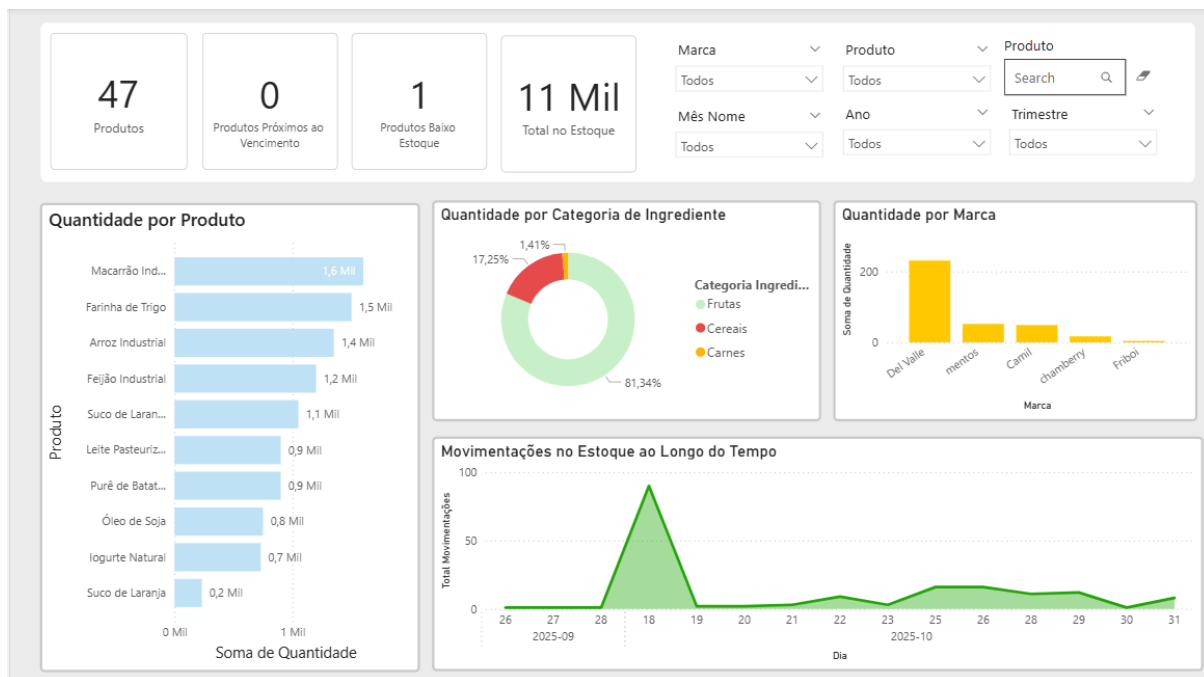 47
Produtos
0
Produtos Próximos ao
Vencimento
1
Produtos Baixo
Estoque
11 Mil
Total no Estoque
Marca
Todos
Produto
Todos
Produto
Search
Mês Nome
Todos
Ano
Todos
Trimestre
Todos
Quantidade por Produto
Produto
Macarrão Ind...
1,6 Mil
Farinha de Trigo
1,5 Mil
Arroz Industrial
1,4 Mil
Feijão Industrial
1,2 Mil
Suco de Laran...
1,1 Mil
Leite Pasteuriz...
0,9 Mil
Purê de Batat...
0,9 Mil
Óleo de Soja
0,8 Mil
Iogurte Natural
0,7 Mil
Suco de Laranja
0,2 Mil
0 Mil
1 Mil
Soma de Quantidade
Quantidade por Categoria de Ingrediente
1,41%
17,25%
81,34%
Categoria Ingredi...
Frutas
Cereais
Carnes
Quantidade por Marca
Soma de Quantidade
200
0
Del Valle
mentos
Camil
chamberry
Friboi
Marca
Movimentações no Estoque ao Longo do Tempo
Total Movimentações
100
50
0
26 27 28 18 19 20 21 22 23 25 26 28 29 30 31
2025-09 2025-10
Dia